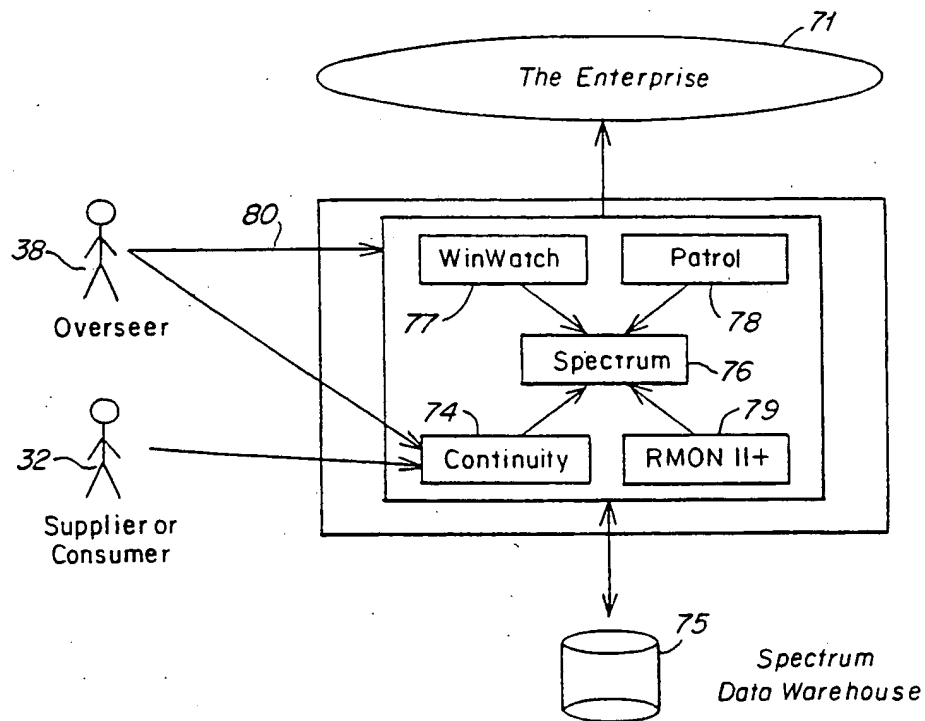 71
The Enterprise
80
38
WinWatch
Patrol
Overseer
77
78
Spectrum
76
74
79
32
Continuity
RMON II+
Supplier or
Consumer
75
Spectrum
Data Warehouse